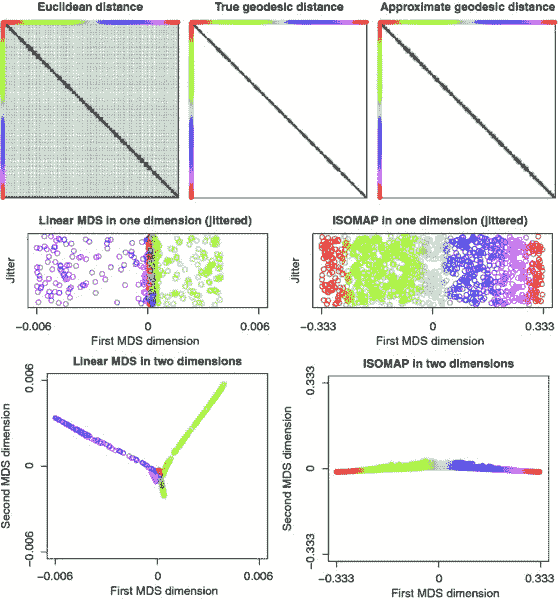 Euclidean distance
True geodesic distance
Approximate geodesic distance
Linear MDS in one dimension (jittered)
ISOMAP in one dimension (jittered)
Jitter
Jitter
−0.006
0
0.006
−0.333
0
0.333
First MDS dimension
First MDS dimension
Linear MDS in two dimensions
ISOMAP in two dimensions
Second MDS dimension
0.006
0
−0.006
Second MDS dimension
0.333
0
−0.333
−0.006
0
0.006
−0.333
0
0.333
First MDS dimension
First MDS dimension